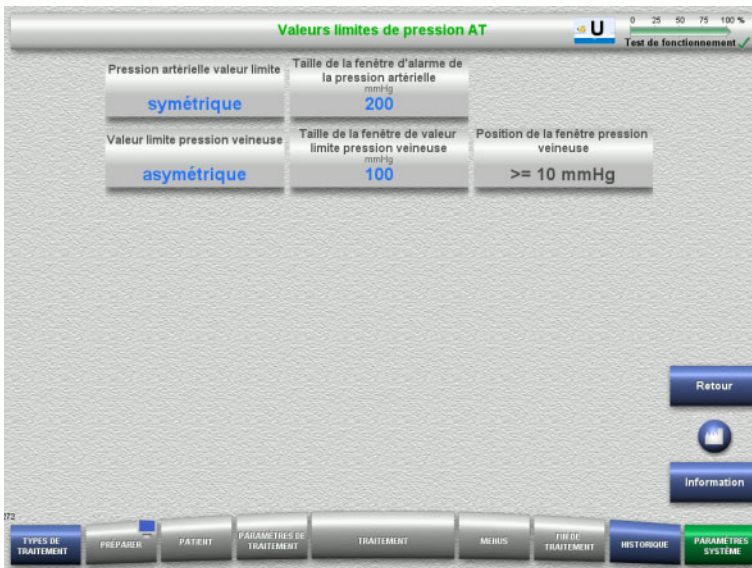 Valeurs limites de pression AT
U
0 25 50 75 100 %
Test de fonctionnement
Pression artérielle valeur limite
symétrique
Taille de la fenêtre d'alarme de
la pression artérielle
mmHg
200
Valeur limite pression veineuse
asymétrique
Taille de la fenêtre de valeur
limite pression veineuse
mmHg
100
Position de la fenêtre pression
veineuse
>= 10 mmHg
Retour
Information
272
TYPES DE
TRAITEMENT
PRÉPARER
PATIENT
PARAMÈTRES DE
TRAITEMENT
TRAITEMENT
MENUS
FIN DE
TRAITEMENT
HISTORIQUE
PARAMÈTRES
SYSTÈME